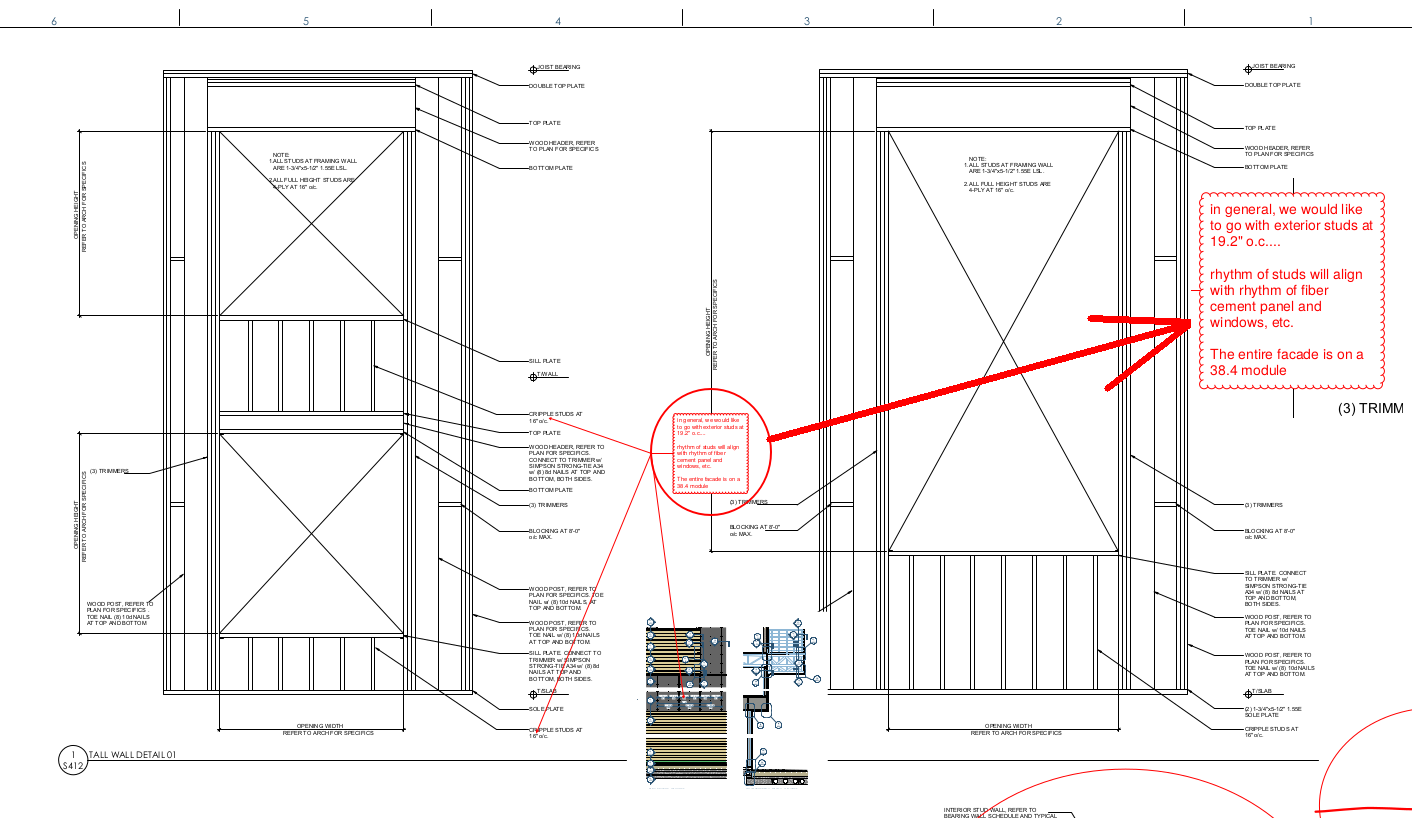 6
5
4
3
2
1
JOIST BEARING
DOUBLE TOP PLATE
TOP PLATE
WOOD HEADER, REFER
TO PLAN FOR SPECIFICS
BOTTOM PLATE
NOTE:
1.ALL STUDS AT FRAMING WALL
ARE 1-3/4"x5-1/2" 1.55E LSL.
2.ALL FULL HEIGHT STUDS ARE
4-PLY AT 16" o/c.
OPENING HEIGHT
REFER TO ARCH FOR SPECIFICS
SILL PLATE
T/WALL
CRIPPLE STUDS AT
16" o/c.
TOP PLATE
WOOD HEADER, REFER TO
PLAN FOR SPECIFICS.
CONNECT TO TRIMMER w/
SIMPSON STRONG-TIE A34
w/ (8) 8d NAILS AT TOP AND
BOTTOM, BOTH SIDES.
BOTTOM PLATE
(3) TRIMMERS
(3) TRIMMERS
BLOCKING AT 8'-0"
o/c MAX.
OPENING HEIGHT
REFER TO ARCH FOR SPECIFICS
WOOD POST, REFER TO
PLAN FOR SPECIFICS .
TOE NAIL w/ (8) 10d NAILS
AT TOP AND BOTTOM.
WOOD POST, REFER TO
PLAN FOR SPECIFICS. TOE
NAIL w/ (8) 10d NAILS AT
TOP AND BOTTOM.
WOOD POST, REFER TO
PLAN FOR SPECIFICS.
TOE NAIL w/ (8) 10d NAILS
AT TOP AND BOTTOM.
SILL PLATE. CONNECT TO
TRIMMER w/ SIMPSON
STRONG-TIE A34 w/ (8) 8d
NAILS AT TOP AND
BOTTOM, BOTH SIDES.
T/SLAB
SOLE PLATE
CRIPPLE STUDS AT
16" o/c.
OPENING WIDTH
REFER TO ARCH FOR SPECIFICS
1
S412
TALL WALL DETAIL 01
in general, we would like
to go with exterior studs at
19.2" o.c....
rhythm of studs will align
with rhythm of fiber
cement panel and
windows, etc.
The entire facade is on a
38.4 module
JOIST BEARING
DOUBLE TOP PLATE
TOP PLATE
WOOD HEADER, REFER
TO PLAN FOR SPECIFICS
BOTTOM PLATE
NOTE:
1.ALL STUDS AT FRAMING WALL
ARE 1-3/4"x5-1/2" 1.55E LSL.
2.ALL FULL HEIGHT STUDS ARE
4-PLY AT 16" o/c.
OPENING HEIGHT
REFER TO ARCH FOR SPECIFICS
in general, we would like
to go with exterior studs at
19.2" o.c....
rhythm of studs will align
with rhythm of fiber
cement panel and
windows, etc.
The entire facade is on a
38.4 module
(3) TRIMM
(3) TRIMMERS
BLOCKING AT 8'-0"
o/c MAX.
(3) TRIMMERS
BLOCKING AT 8'-0"
o/c MAX.
SILL PLATE. CONNECT
TO TRIMMER w/
SIMPSON STRONG-TIE
A34 w/ (8) 8d NAILS AT
TOP AND BOTTOM,
BOTH SIDES.
WOOD POST, REFER TO
PLAN FOR SPECIFICS.
TOE NAIL w/ 10d NAILS
AT TOP AND BOTTOM.
WOOD POST, REFER TO
PLAN FOR SPECIFICS.
TOE NAIL w/ (8) 10d NAILS
AT TOP AND BOTTOM.
T/SLAB
(2) 1-3/4"x5-1/2" 1.55E
SOLE PLATE
CRIPPLE STUDS AT
16" o/c.
OPENING WIDTH
REFER TO ARCH FOR SPECIFICS
INTERIOR STUD WALL, REFER TO
BEARING WALL SCHEDULE AND TYPICAL